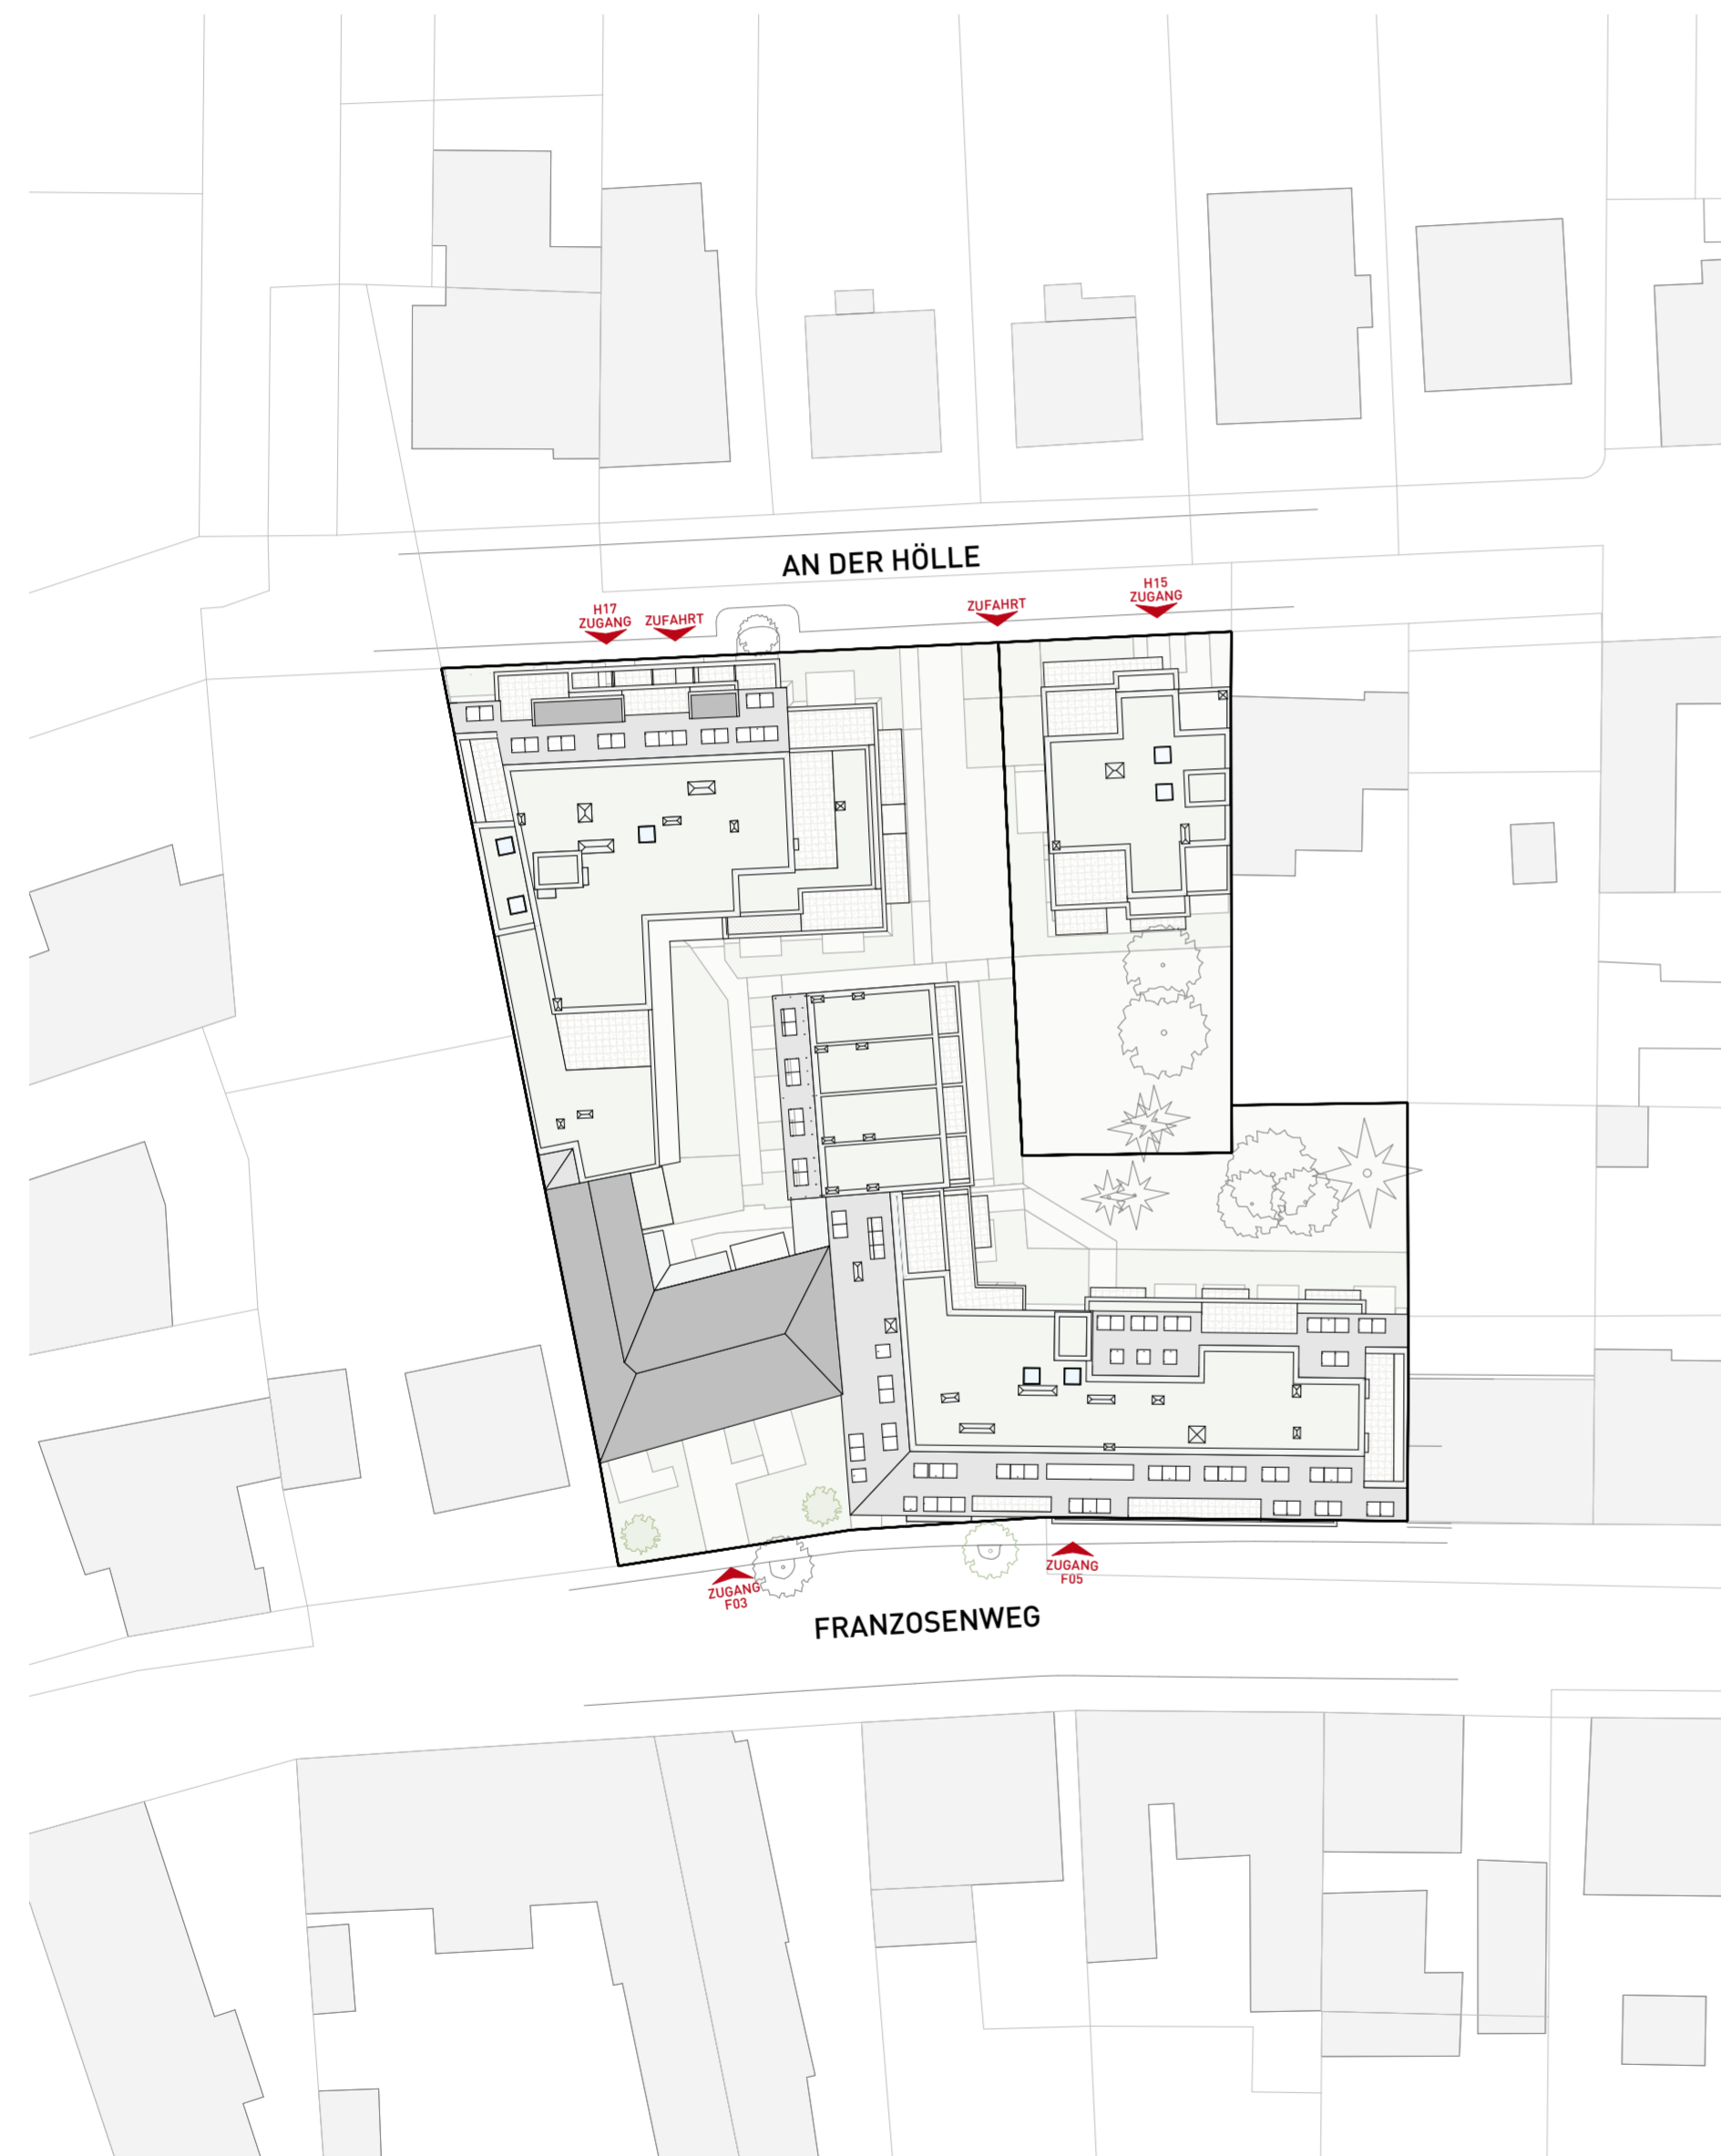 AN DER HÖLLE
H17
ZUGANG
ZUFAHRT
ZUFAHRT
H15
ZUGANG
ZUGANG
F03
ZUGANG
F05
FRANZOSENWEG